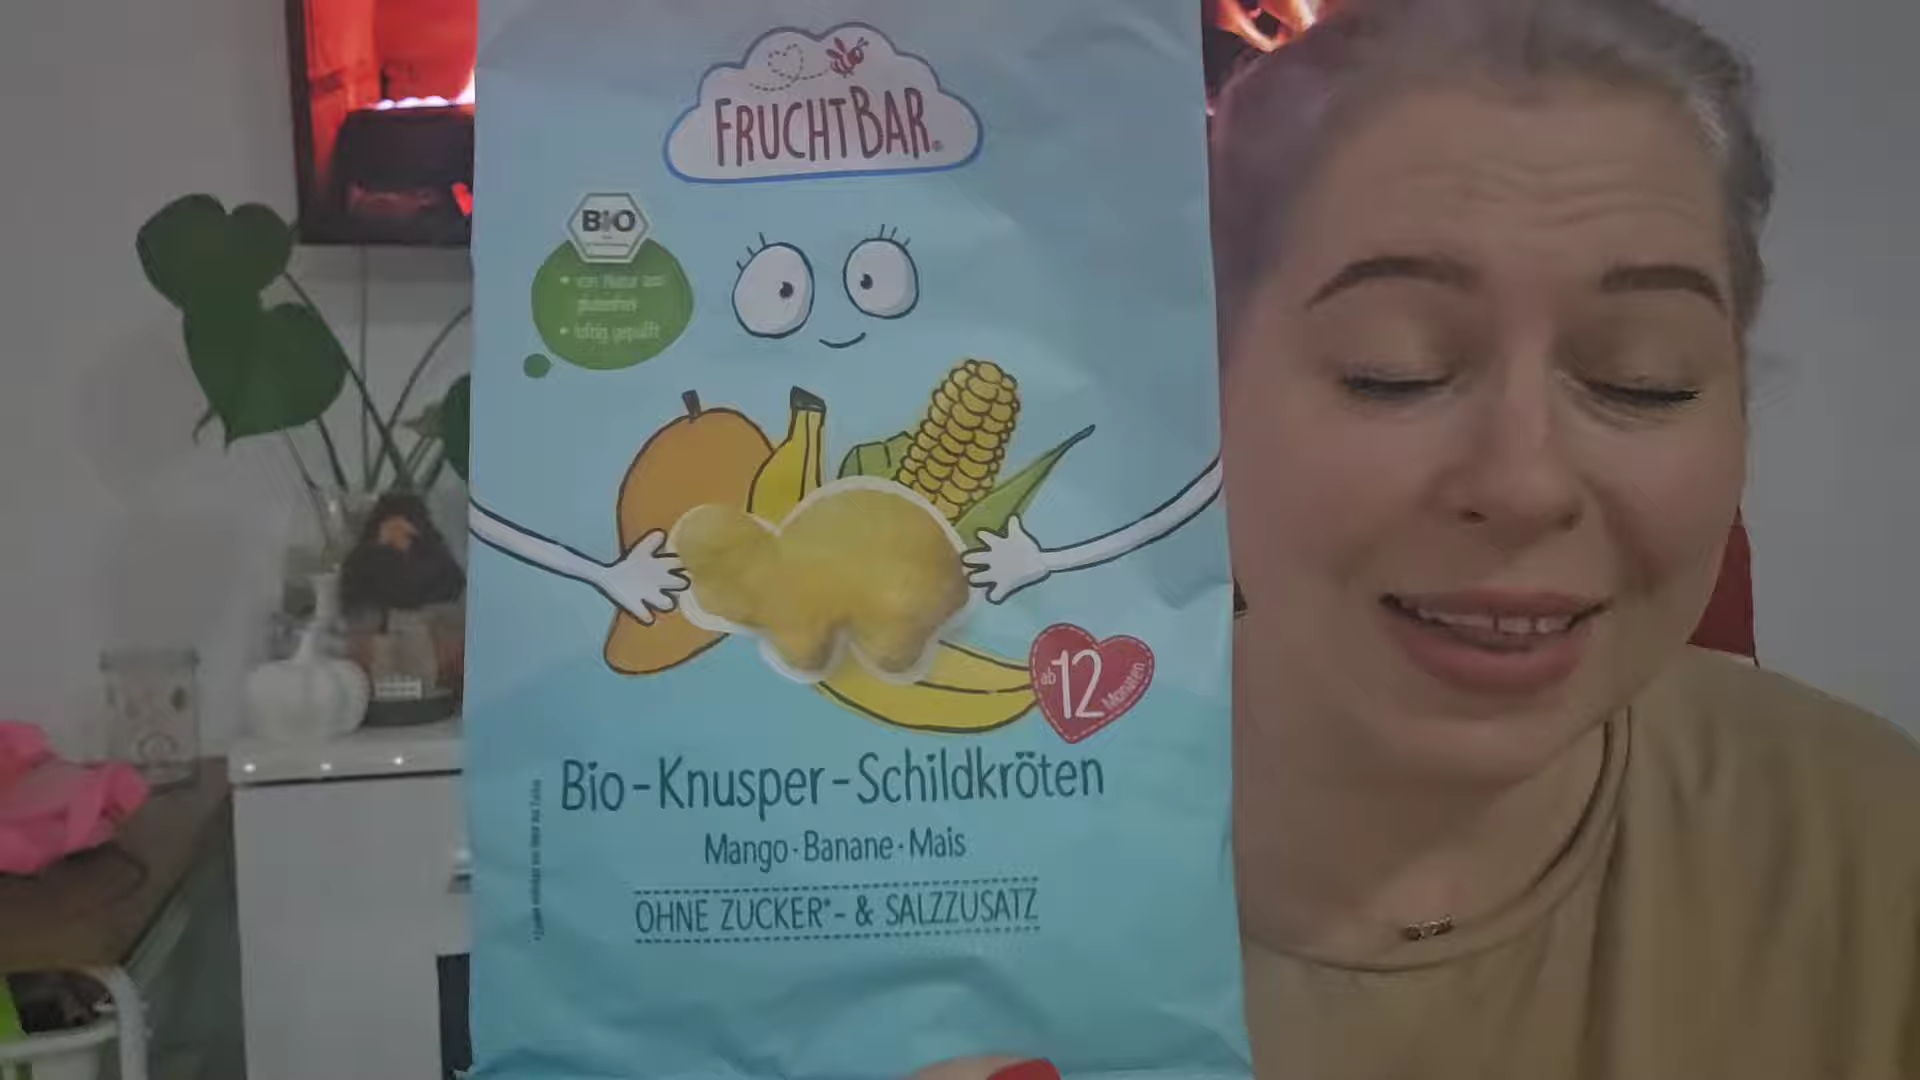 FRUCHTBAR®
BIO
• von Natur aus
glutenfrei
• luftig gepufft
ab
12
Monaten
Bio-Knusper-Schildkröten
Mango·Banane·Mais
OHNE ZUCKER*- & SALZZUSATZ